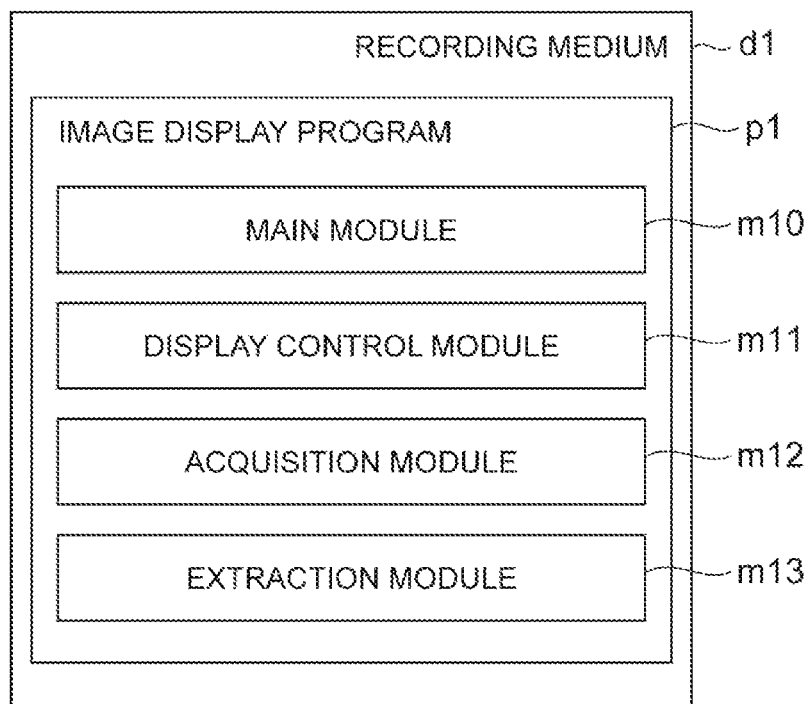 RECORDING MEDIUM d1
IMAGE DISPLAY PROGRAM p1
MAIN MODULE m10
DISPLAY CONTROL MODULE m11
ACQUISITION MODULE m12
EXTRACTION MODULE m13